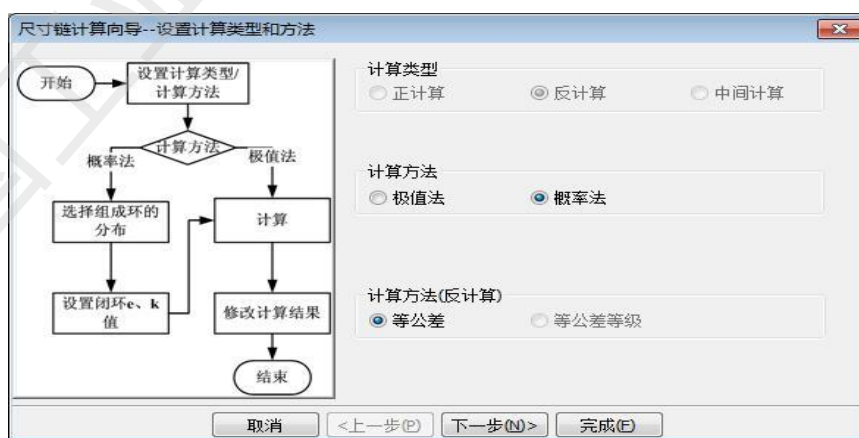 尺寸链计算向导--设置计算类型和方法
开始
设置计算类型/
计算方法
计算方法
概率法
极值法
选择组成环的
分布
计算
设置闭环e、k
值
修改计算结果
结束
计算类型
正计算
反计算
中间计算
计算方法
极值法
概率法
计算方法(反计算)
等公差
等公差等级
取消
<上一步(P)
下一步(N)>
完成(F)